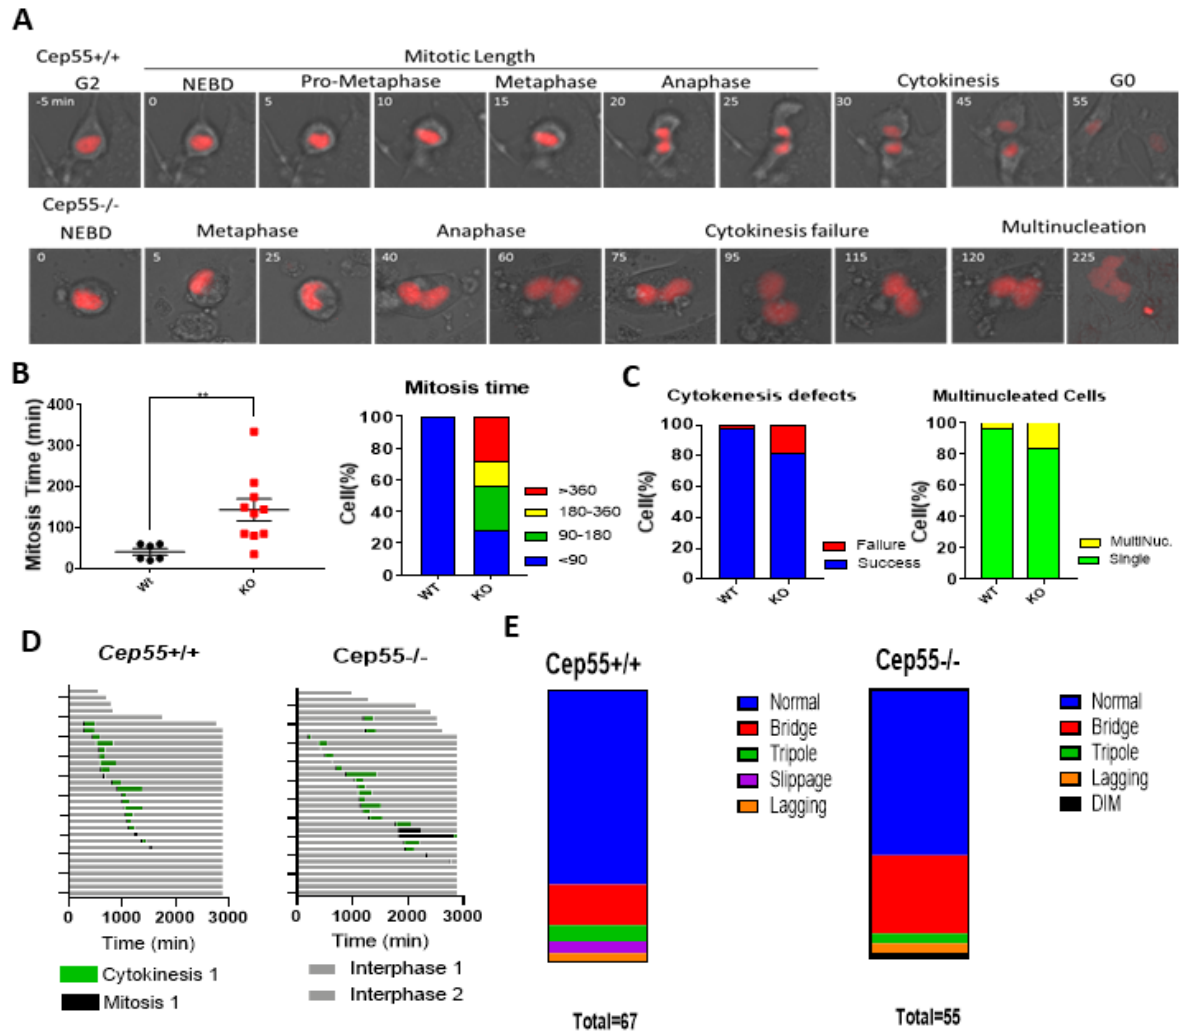 A
Cep55+/+
Mitotic Length
G2
NEBD
Pro-Metaphase
Metaphase
Anaphase
Cytokinesis
G0
-5 min
0
5
10
15
20
25
30
45
55
Cep55-/-
NEBD
Metaphase
Anaphase
Cytokinesis failure
Multinucleation
0
5
25
40
60
75
95
115
120
225
B
Mitosis Time (min)
400
300
200
100
0
**
Wt
KO
Mitosis time
Cell(%)
100
80
60
40
20
0
WT
KO
>360
180-360
90-180
<90
C
Cytokenesis defects
Cell(%)
100
80
60
40
20
0
WT
KO
Failure
Success
Multinucleated Cells
Cell(%)
100
80
60
40
20
0
WT
KO
MultiNuc.
Single
D
Cep55+/+
0
1000
2000
3000
Time (min)
Cytokinesis 1
Mitosis 1
Cep55-/-
0
1000
2000
3000
Time (min)
Interphase 1
Interphase 2
E
Cep55+/+
Normal
Bridge
Tripole
Slippage
Lagging
Total=67
Cep55-/-
Normal
Bridge
Tripole
Lagging
DIM
Total=55